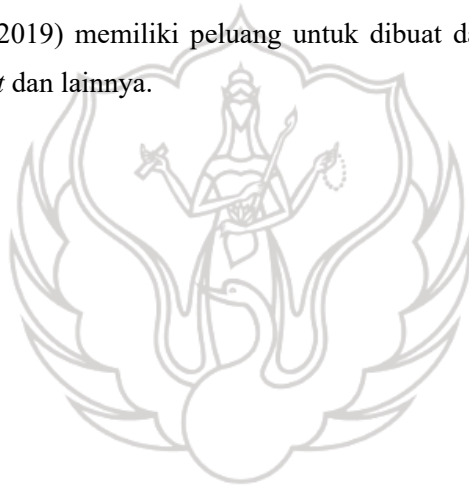 2019) memiliki peluang untuk dibuat da
t dan lainnya.